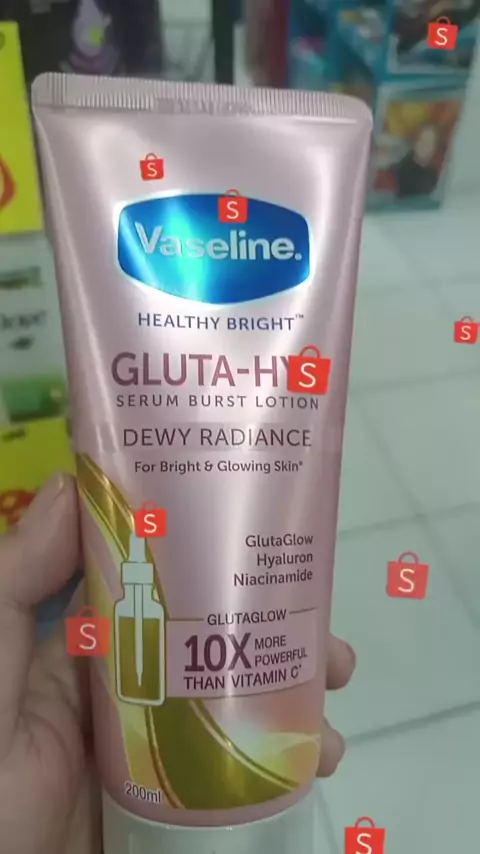 Vaseline.
HEALTHY BRIGHT™
GLUTA-HY
SERUM BURST LOTION
DEWY RADIANCE
For Bright & Glowing Skin*
GlutaGlow
Hyaluron
Niacinamide
GLUTAGLOW
10X MORE
POWERFUL
THAN VITAMIN C*
200ml